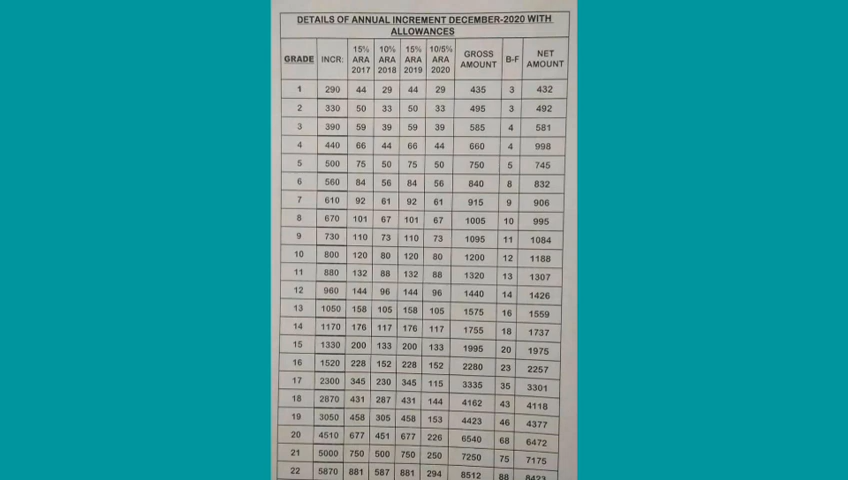 DETAILS OF ANNUAL INCREMENT DECEMBER-2020 WITH
ALLOWANCES
GRADE INCR: 15% ARA 2017 10% ARA 2018 15% ARA 2019 10/5% ARA 2020 GROSS AMOUNT B-F NET AMOUNT
1 290 44 29 44 29 435 3 432
2 330 50 33 50 33 495 3 492
3 390 59 39 59 39 585 4 581
4 440 66 44 66 44 660 4 998
5 500 75 50 75 50 750 5 745
6 560 84 56 84 56 840 8 832
7 610 92 61 92 61 915 9 906
8 670 101 67 101 67 1005 10 995
9 730 110 73 110 73 1095 11 1084
10 800 120 80 120 80 1200 12 1188
11 880 132 88 132 88 1320 13 1307
12 960 144 96 144 96 1440 14 1426
13 1050 158 105 158 105 1575 16 1559
14 1170 176 117 176 117 1755 18 1737
15 1330 200 133 200 133 1995 20 1975
16 1520 228 152 228 152 2280 23 2257
17 2300 345 230 345 115 3335 35 3301
18 2870 431 287 431 144 4162 43 4118
19 3050 458 305 458 153 4423 46 4377
20 4510 677 451 677 226 6540 68 6472
21 5000 750 500 750 250 7250 75 7175
22 5870 881 587 881 294 8512 88 8423